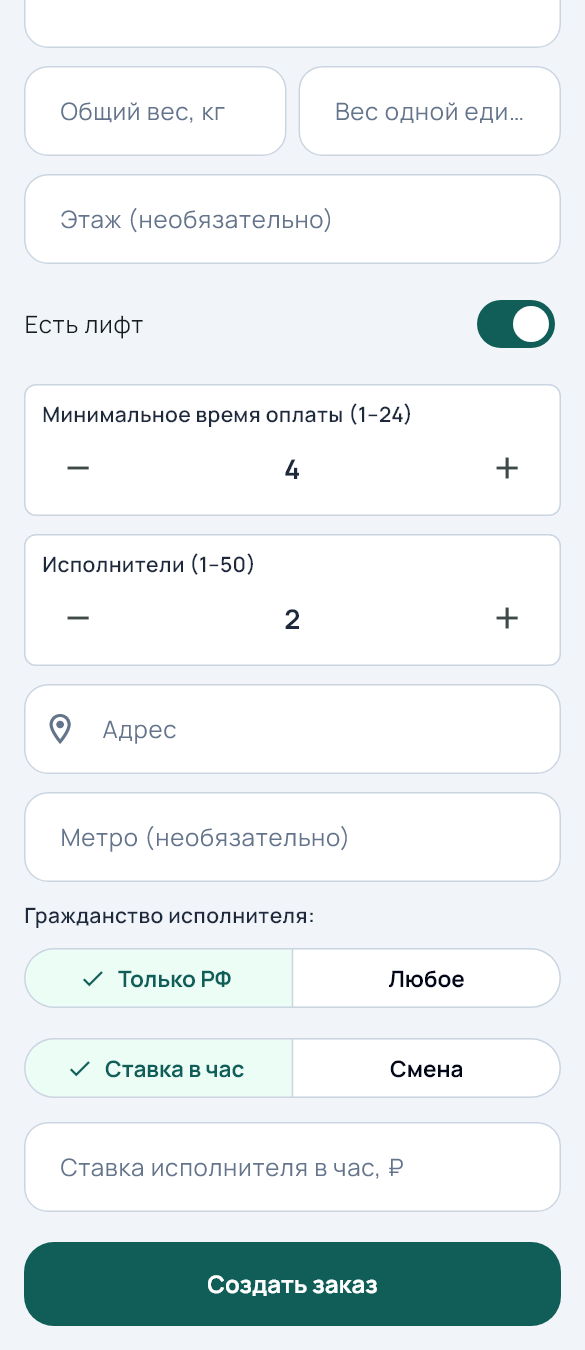 Общий вес, кг
Вес одной еди...
Этаж (необязательно)
Есть лифт
Минимальное время оплаты (1–24)
4
Исполнители (1–50)
2
Адрес
Метро (необязательно)
Гражданство исполнителя:
Только РФ
Любое
Ставка в час
Смена
Ставка исполнителя в час, ₽
Создать заказ